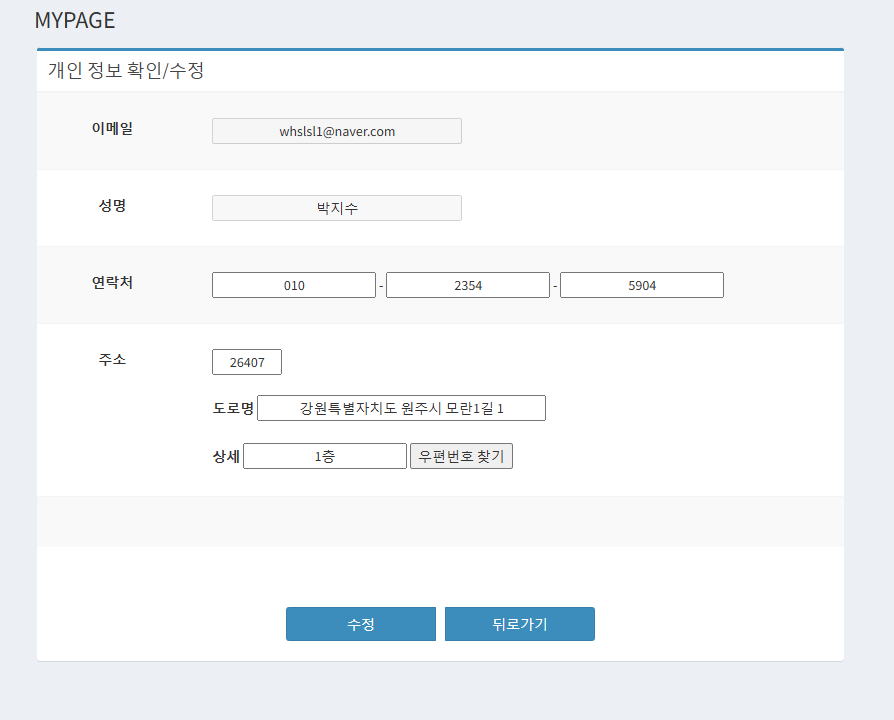 MYPAGE
개인 정보 확인/수정
이메일 whslsl1@naver.com
성명 박지수
연락처 010 - 2354 - 5904
주소 26407
도로명 강원특별자치도 원주시 모란1길 1
상세 1층 우편번호 찾기
수정 뒤로가기